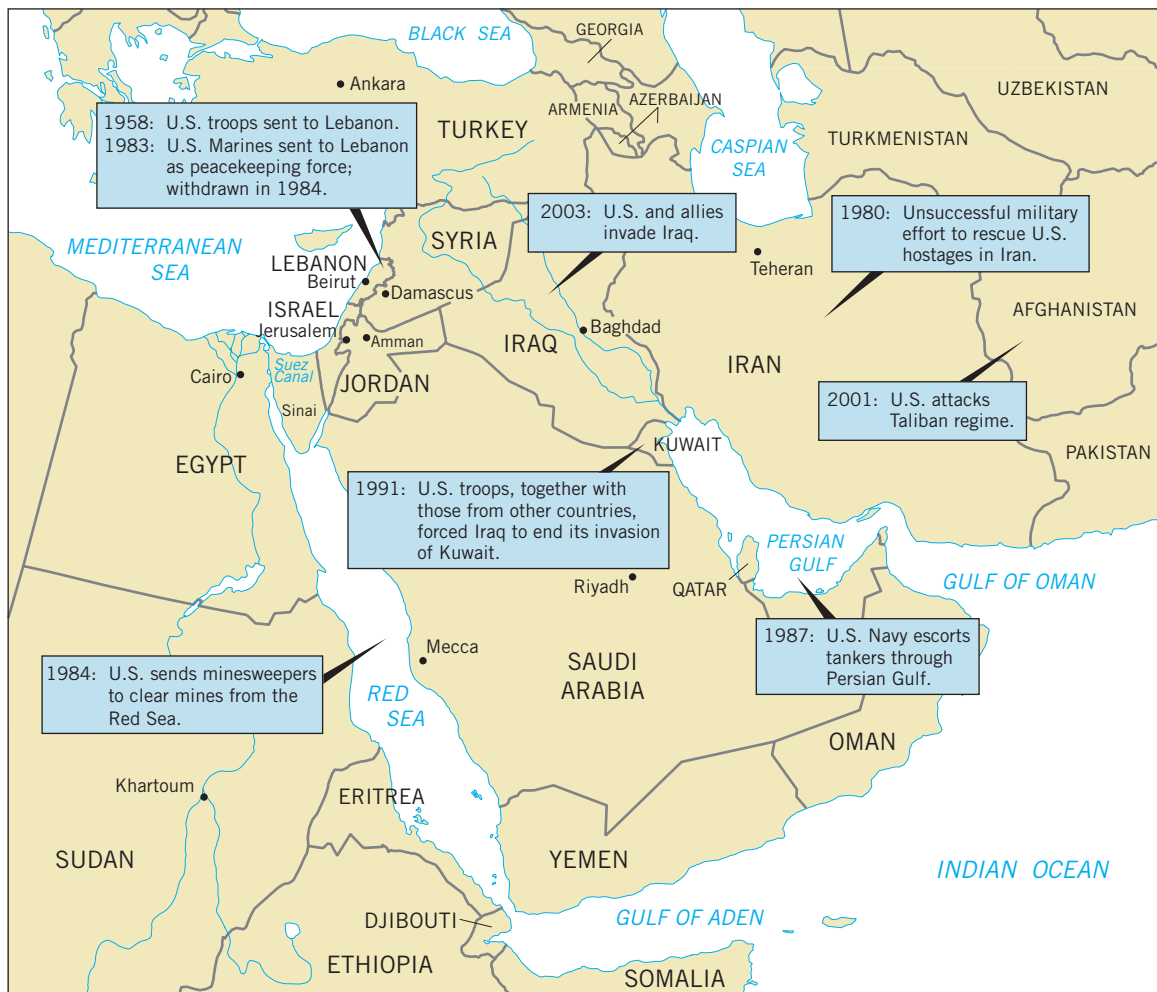 BLACK SEA
GEORGIA
Ankara
UZBEKISTAN
ARMENIA
AZERBAIJAN
1958: U.S. troops sent to Lebanon.
1983: U.S. Marines sent to Lebanon
as peacekeeping force;
withdrawn in 1984.
TURKEY
TURKMENISTAN
CASPIAN
SEA
2003: U.S. and allies
invade Iraq.
1980: Unsuccessful military
effort to rescue U.S.
hostages in Iran.
MEDITERRANEAN
SEA
SYRIA
LEBANON
Beirut
Teheran
Damascus
AFGHANISTAN
ISRAEL
Jerusalem
Amman
Baghdad
IRAQ
IRAN
Suez
Canal
Cairo
JORDAN
Sinai
2001: U.S. attacks
Taliban regime.
KUWAIT
PAKISTAN
EGYPT
1991: U.S. troops, together with
those from other countries,
forced Iraq to end its invasion
of Kuwait.
PERSIAN
GULF
Riyadh
QATAR
GULF OF OMAN
1987: U.S. Navy escorts
tankers through
Persian Gulf.
Mecca
1984: U.S. sends minesweepers
to clear mines from the
Red Sea.
SAUDI
ARABIA
RED
SEA
OMAN
Khartoum
ERITREA
SUDAN
YEMEN
INDIAN OCEAN
DJIBOUTI
GULF OF ADEN
ETHIOPIA
SOMALIA